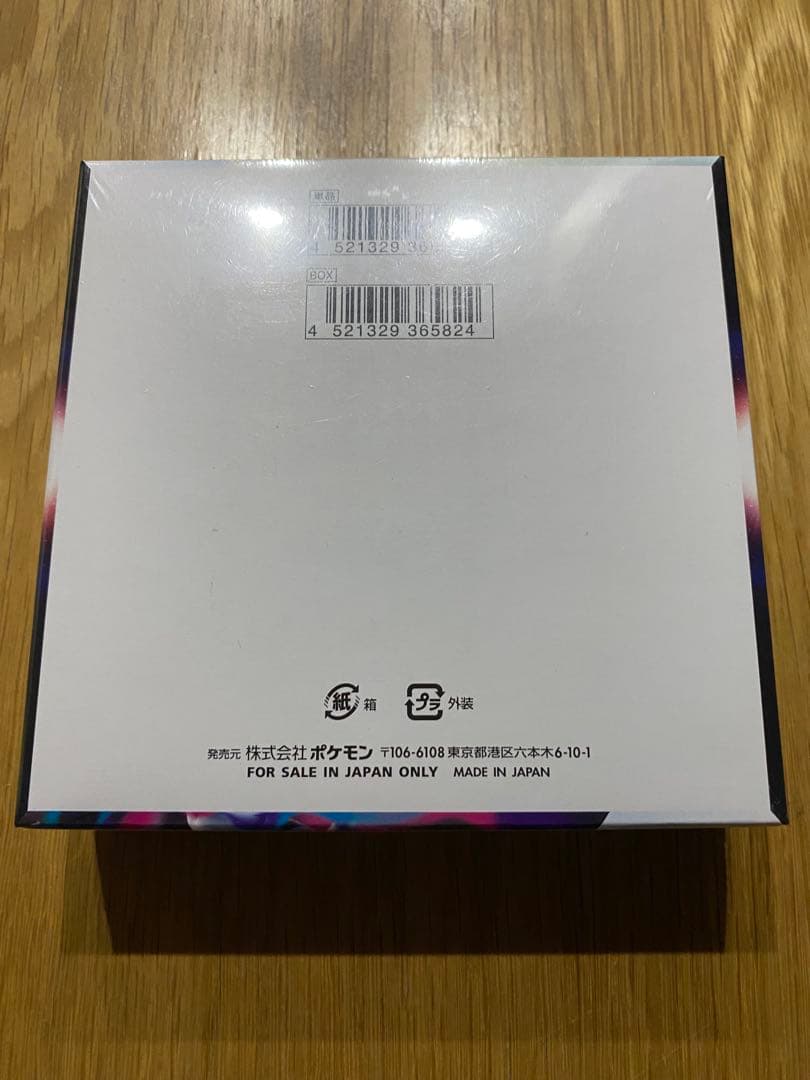 単品
4 521329 36
BOX
4 521329 365824
紙 箱 プラ 外装
発売元 株式会社 ポケモン 〒106-6108 東京都港区六本木6-10-1
FOR SALE IN JAPAN ONLY MADE IN JAPAN